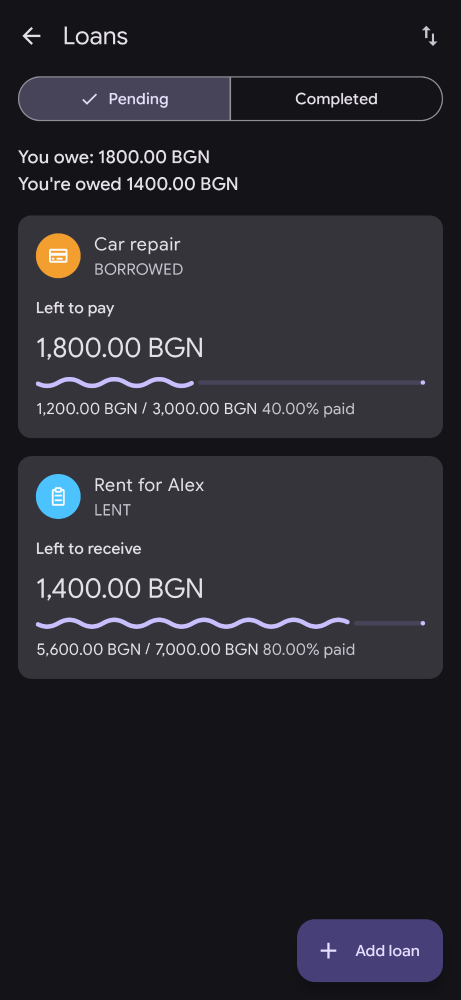 Loans
Pending
Completed
You owe: 1800.00 BGN
You're owed 1400.00 BGN
Car repair
BORROWED
Left to pay
1,800.00 BGN
1,200.00 BGN / 3,000.00 BGN 40.00% paid
Rent for Alex
LENT
Left to receive
1,400.00 BGN
5,600.00 BGN / 7,000.00 BGN 80.00% paid
Add loan